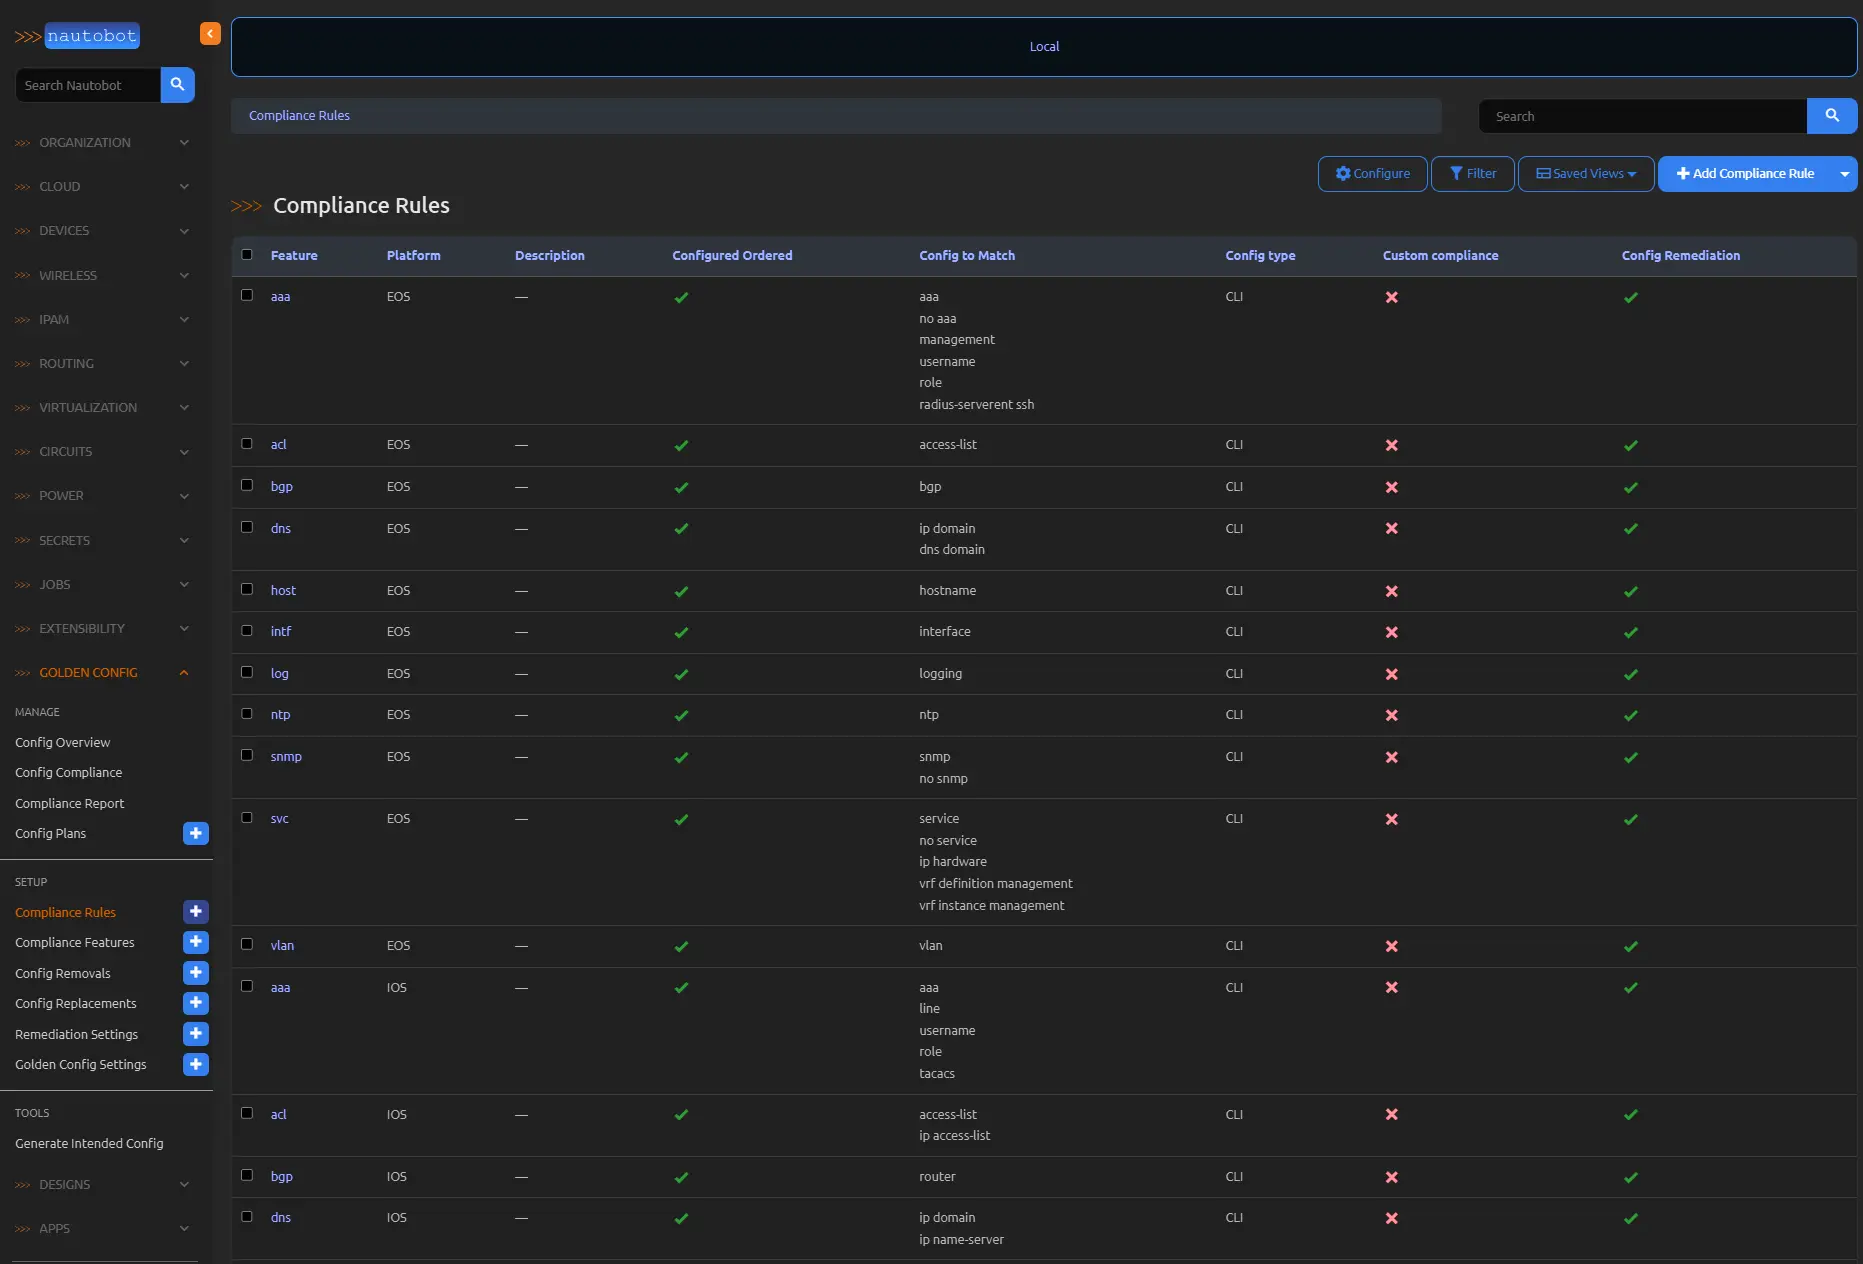 >>> nautobot
Search Nautobot
>>> ORGANIZATION
>>> CLOUD
>>> DEVICES
>>> WIRELESS
>>> IPAM
>>> ROUTING
>>> VIRTUALIZATION
>>> CIRCUITS
>>> POWER
>>> SECRETS
>>> JOBS
>>> EXTENSIBILITY
>>> GOLDEN CONFIG
MANAGE
Config Overview
Config Compliance
Compliance Report
Config Plans
SETUP
Compliance Rules
Compliance Features
Config Removals
Config Replacements
Remediation Settings
Golden Config Settings
TOOLS
Generate Intended Config
>>> DESIGNS
>>> APPS
Local
Compliance Rules
Search
Configure Filter Saved Views Add Compliance Rule
>>> Compliance Rules
Feature Platform Description Configured Ordered Config to Match Config type Custom compliance Config Remediation
aaa EOS — ✔ aaa CLI ✖ ✔
no aaa
management
username
role
radius-serverent ssh
acl EOS — ✔ access-list CLI ✖ ✔
bgp EOS — ✔ bgp CLI ✖ ✔
dns EOS — ✔ ip domain CLI ✖ ✔
dns domain
host EOS — ✔ hostname CLI ✖ ✔
intf EOS — ✔ interface CLI ✖ ✔
log EOS — ✔ logging CLI ✖ ✔
ntp EOS — ✔ ntp CLI ✖ ✔
snmp EOS — ✔ snmp CLI ✖ ✔
no snmp
svc EOS — ✔ service CLI ✖ ✔
no service
ip hardware
vrf definition management
vrf instance management
vlan EOS — ✔ vlan CLI ✖ ✔
aaa IOS — ✔ aaa CLI ✖ ✔
line
username
role
tacacs
acl IOS — ✔ access-list CLI ✖ ✔
ip access-list
bgp IOS — ✔ router CLI ✖ ✔
dns IOS — ✔ ip domain CLI ✖ ✔
ip name-server